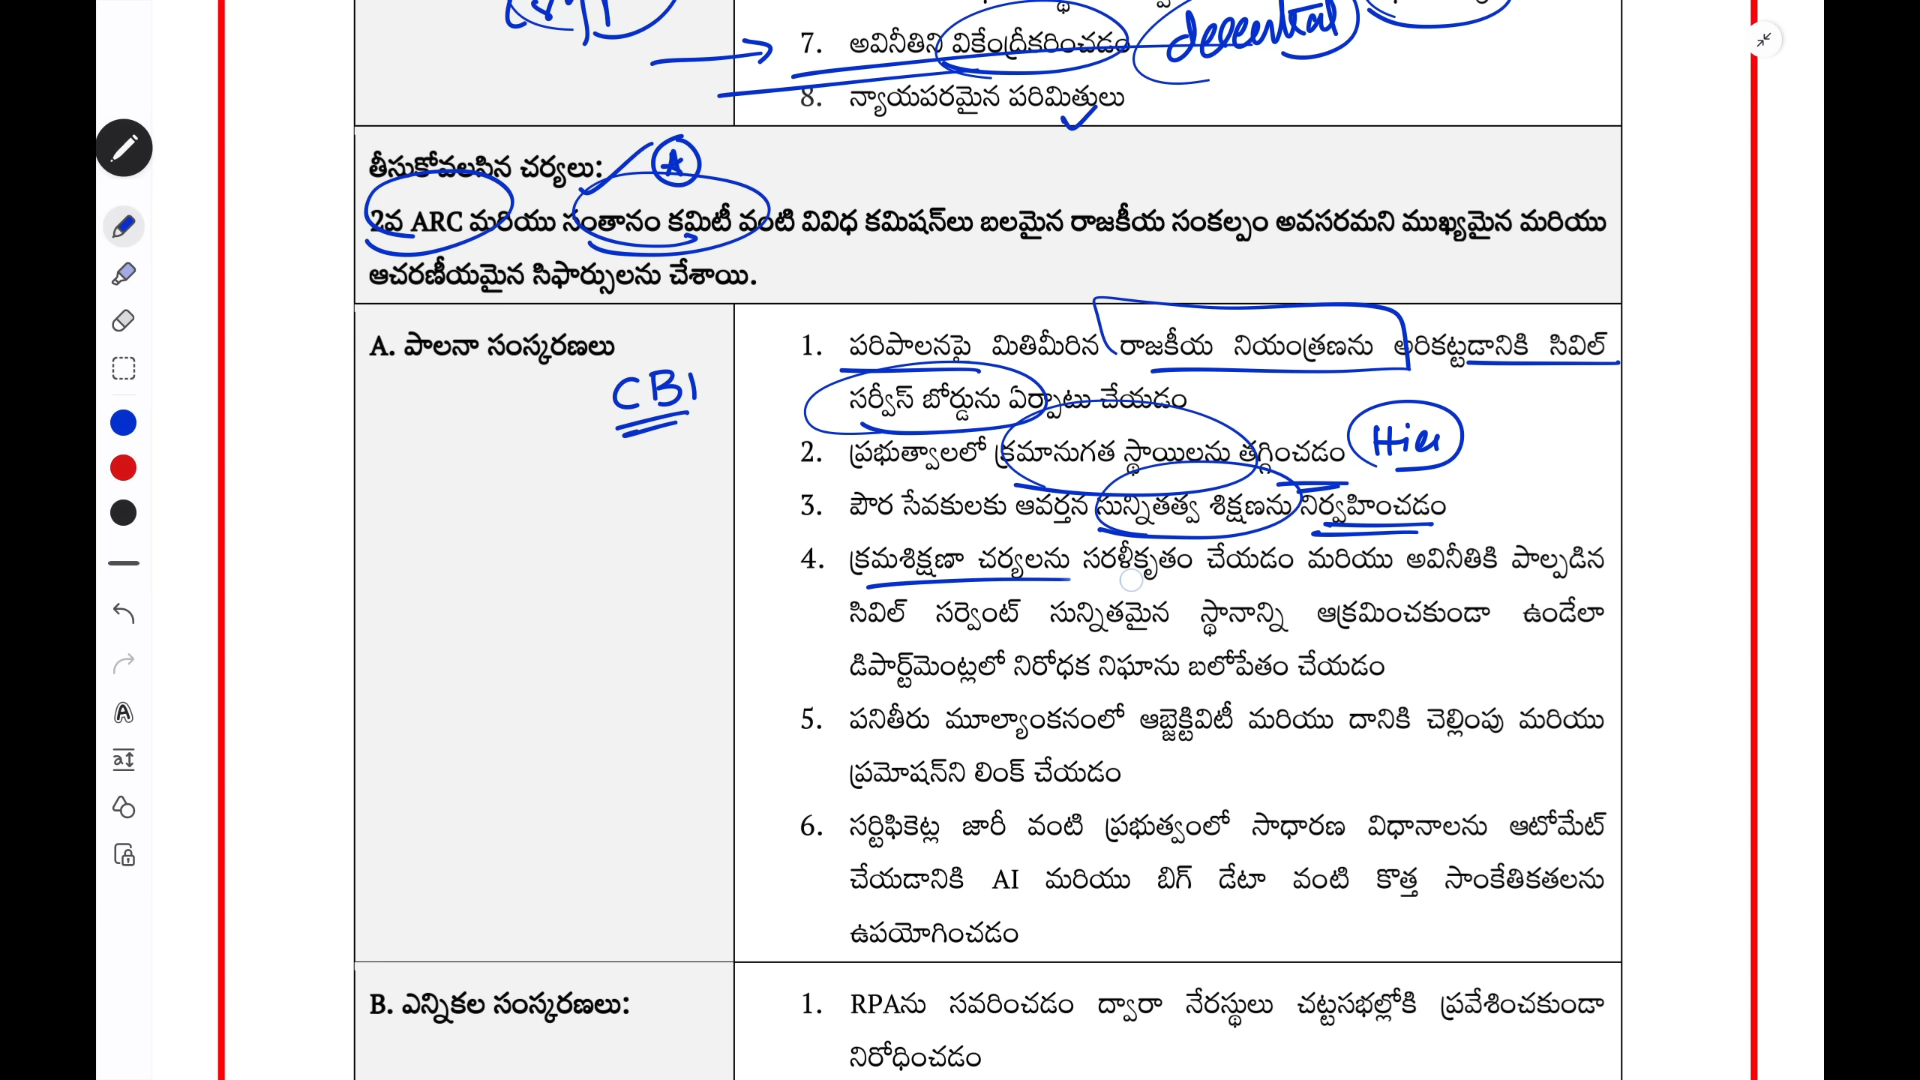 7. అవినీతిని వికేంద్రీకరించడం decentral
8. న్యాయపరమైన పరిమితులు
తీసుకోవలసిన చర్యలు:
2వ ARC మరియు సంతానం కమిటీ వంటి వివిధ కమిషన్‌లు బలమైన రాజకీయ సంకల్పం అవసరమని ముఖ్యమైన మరియు
ఆచరణీయమైన సిఫార్సులను చేశాయి.
A. పాలనా సంస్కరణలు
CBI
1. పరిపాలనపై మితిమీరిన రాజకీయ నియంత్రణను అరికట్టడానికి సివిల్
సర్వీస్ బోర్డును ఏర్పాటు చేయడం
2. ప్రభుత్వాలలో క్రమానుగత స్థాయిలను తగ్గించడం Hier
3. పౌర సేవకులకు ఆవర్తన సున్నితత్వ శిక్షణను నిర్వహించడం
4. క్రమశిక్షణా చర్యలను సరళీకృతం చేయడం మరియు అవినీతికి పాల్పడిన
సివిల్ సర్వెంట్ సున్నితమైన స్థానాన్ని ఆక్రమించకుండా ఉండేలా
డిపార్ట్‌మెంట్లలో నిరోధక నిఘాను బలోపేతం చేయడం
5. పనితీరు మూల్యాంకనంలో ఆబ్జెక్టివిటీ మరియు దానికి చెల్లింపు మరియు
ప్రమోషన్‌ని లింక్ చేయడం
6. సర్టిఫికెట్ల జారీ వంటి ప్రభుత్వంలో సాధారణ విధానాలను ఆటోమేట్
చేయడానికి AI మరియు బిగ్ డేటా వంటి కొత్త సాంకేతికతలను
ఉపయోగించడం
B. ఎన్నికల సంస్కరణలు:
1. RPAను సవరించడం ద్వారా నేరస్థులు చట్టసభల్లోకి ప్రవేశించకుండా
నిరోధించడం